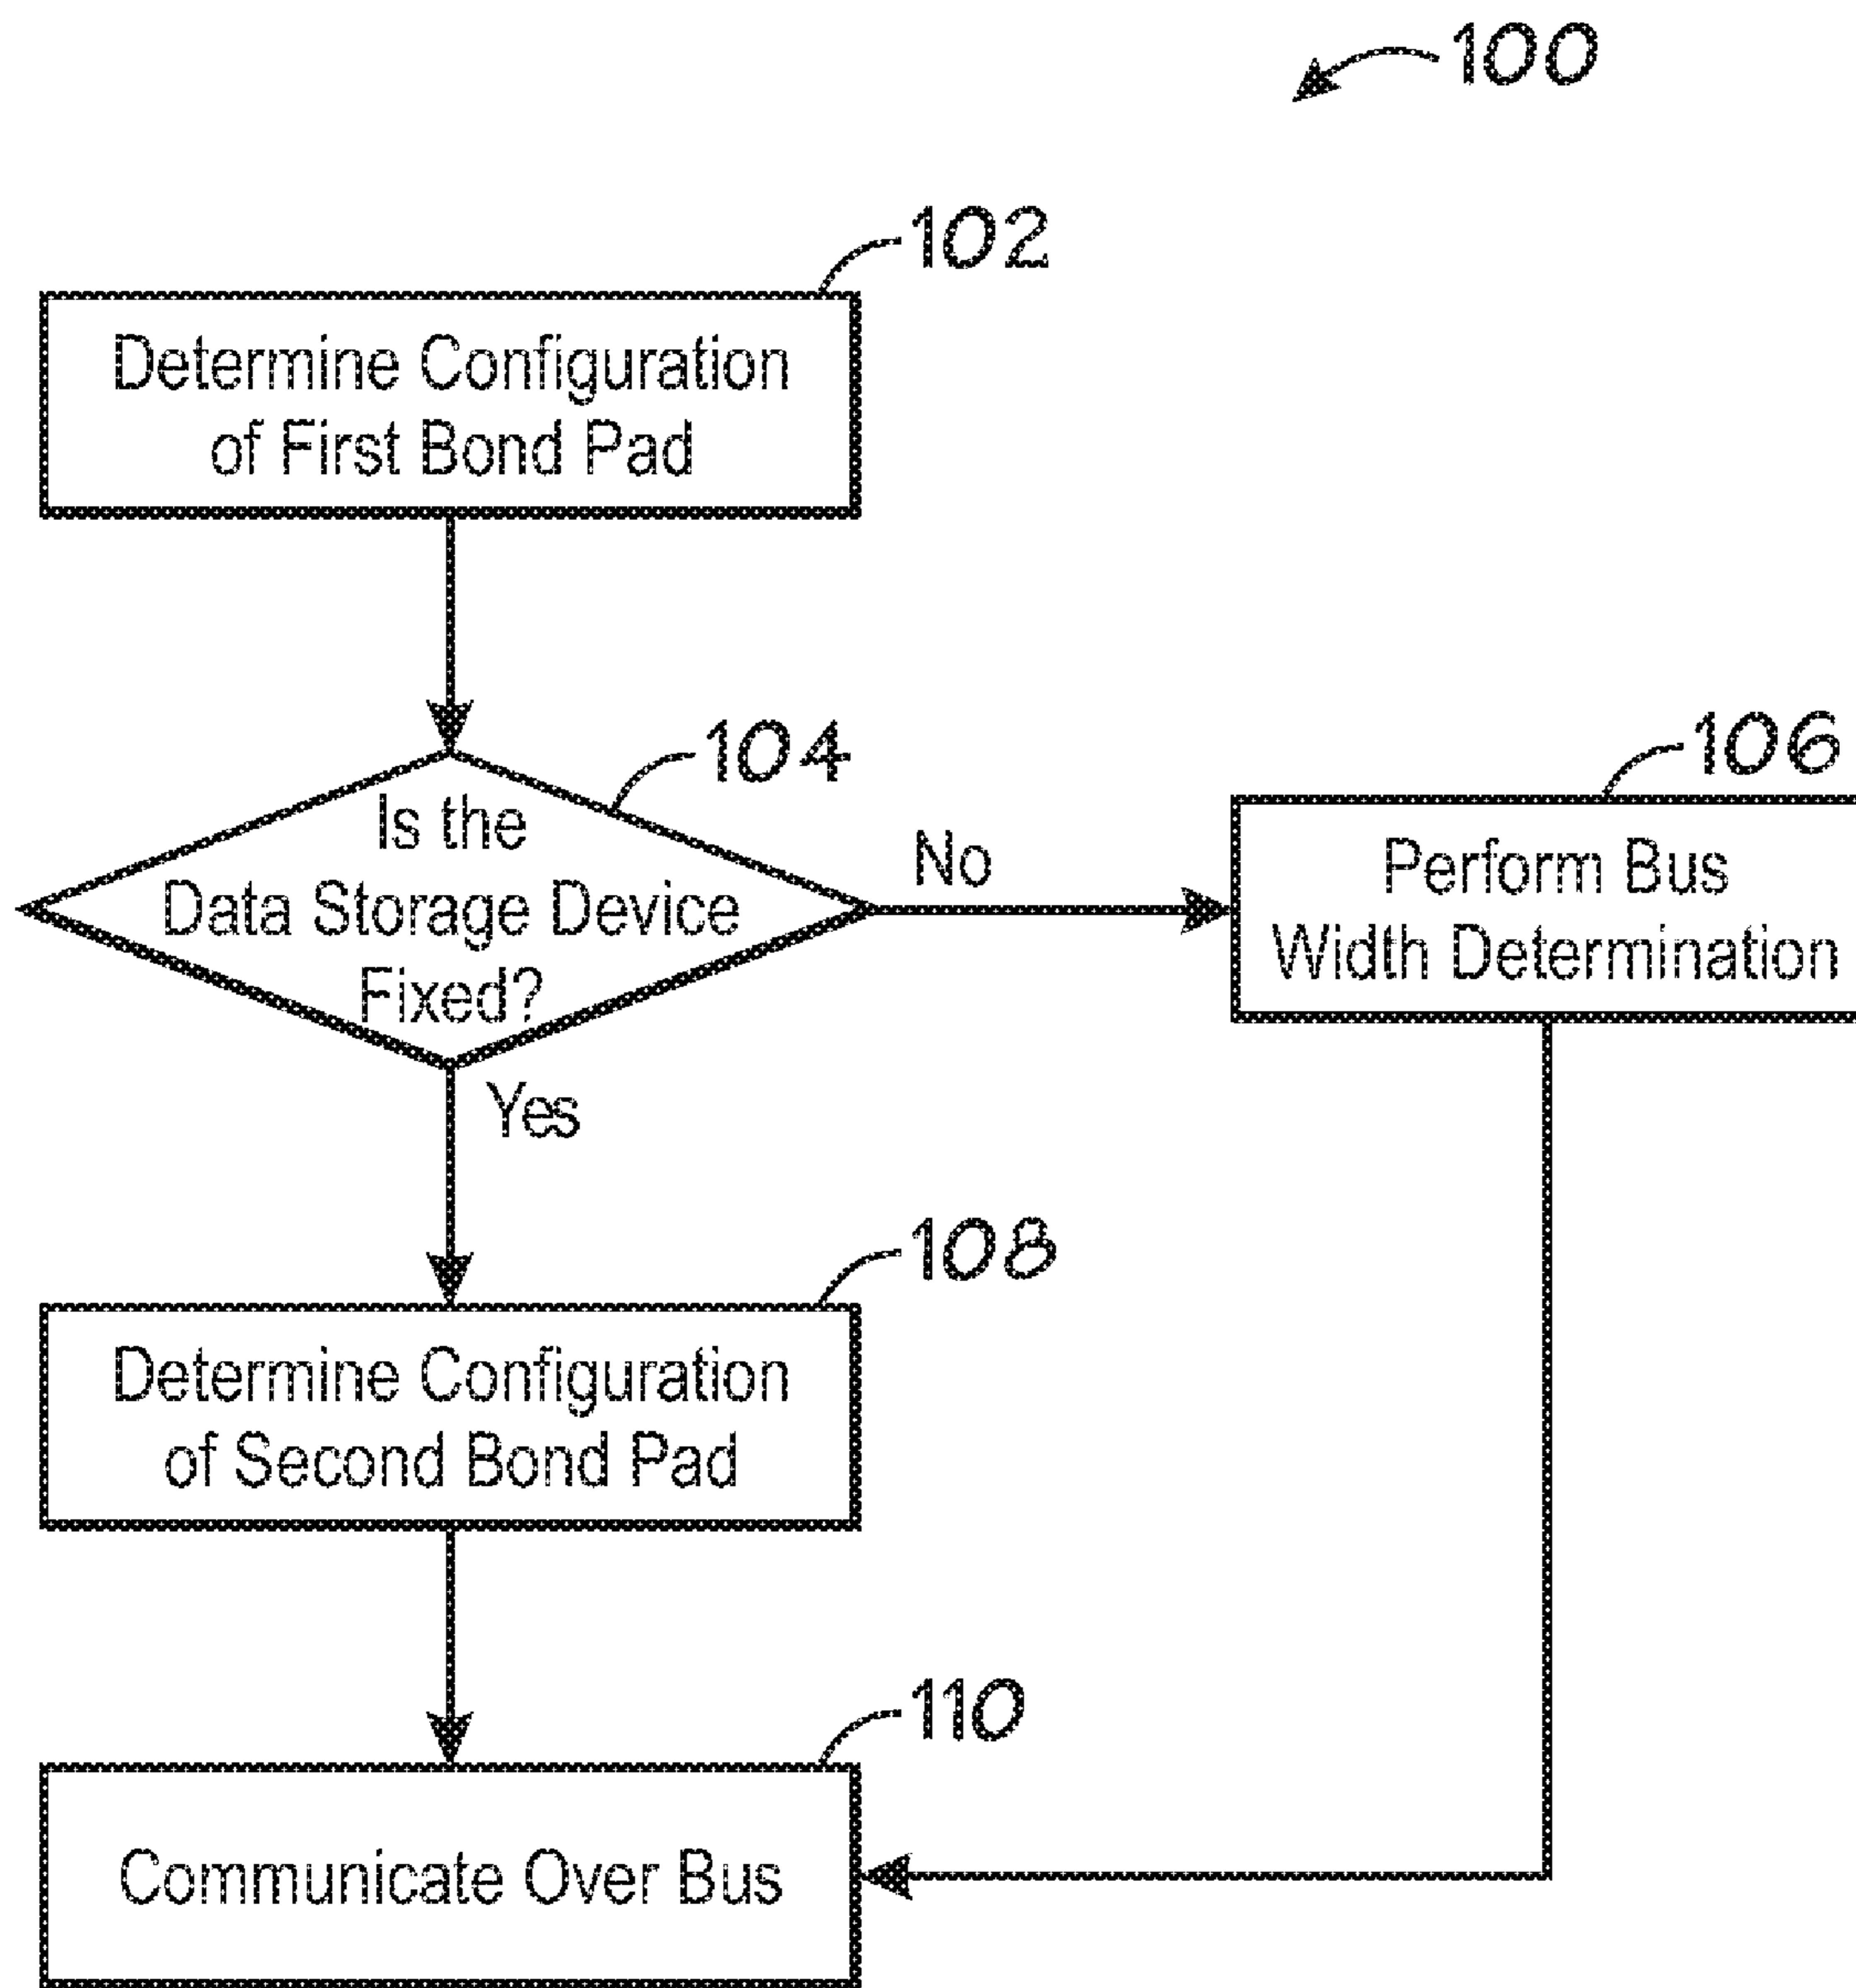 100
102
Determine Configuration
of First Bond Pad
104
Is the
Data Storage Device
Fixed?
No
106
Perform Bus
Width Determination
Yes
108
Determine Configuration
of Second Bond Pad
110
Communicate Over Bus